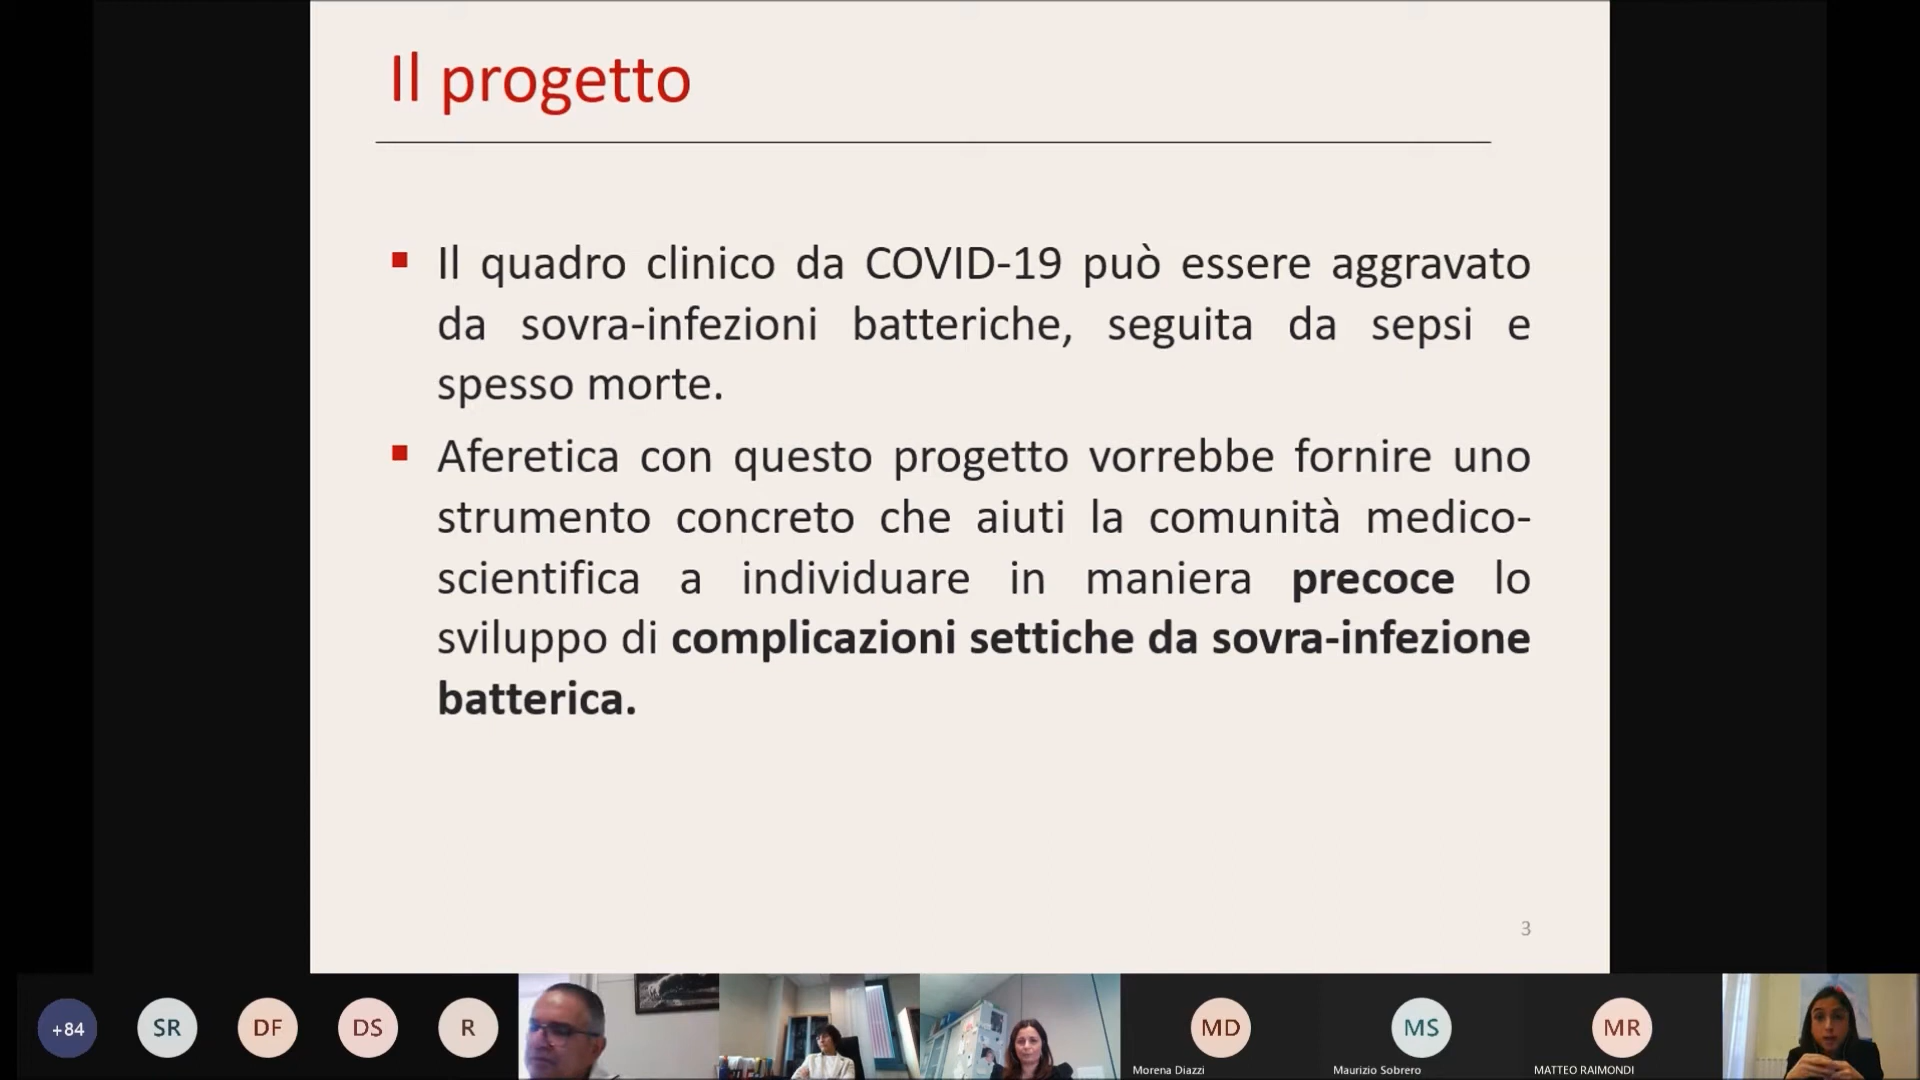 Il progetto
Il quadro clinico da COVID-19 può essere aggravato
da sovra-infezioni batteriche, seguita da sepsi e
spesso morte.
Aferetica con questo progetto vorrebbe fornire uno
strumento concreto che aiuti la comunità medico-
scientifica a individuare in maniera precoce lo
sviluppo di complicazioni settiche da sovra-infezione
batterica.
3
+84
SR
DF
DS
R
MD
MS
MR
Morena Diazzi
Maurizio Sobrero
MATTEO RAIMONDI